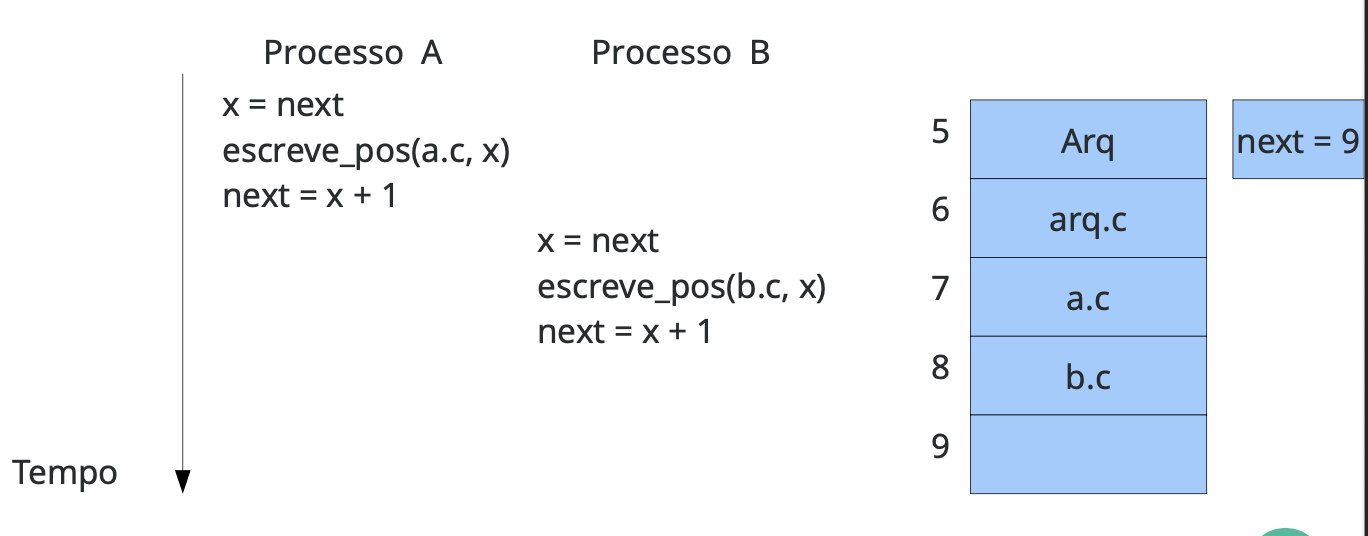 Processo A
Processo B
x = next
escreve_pos(a.c, x)
next = x + 1
x = next
escreve_pos(b.c, x)
next = x + 1
Tempo
5
Arq
next = 9
6
arq.c
7
a.c
8
b.c
9